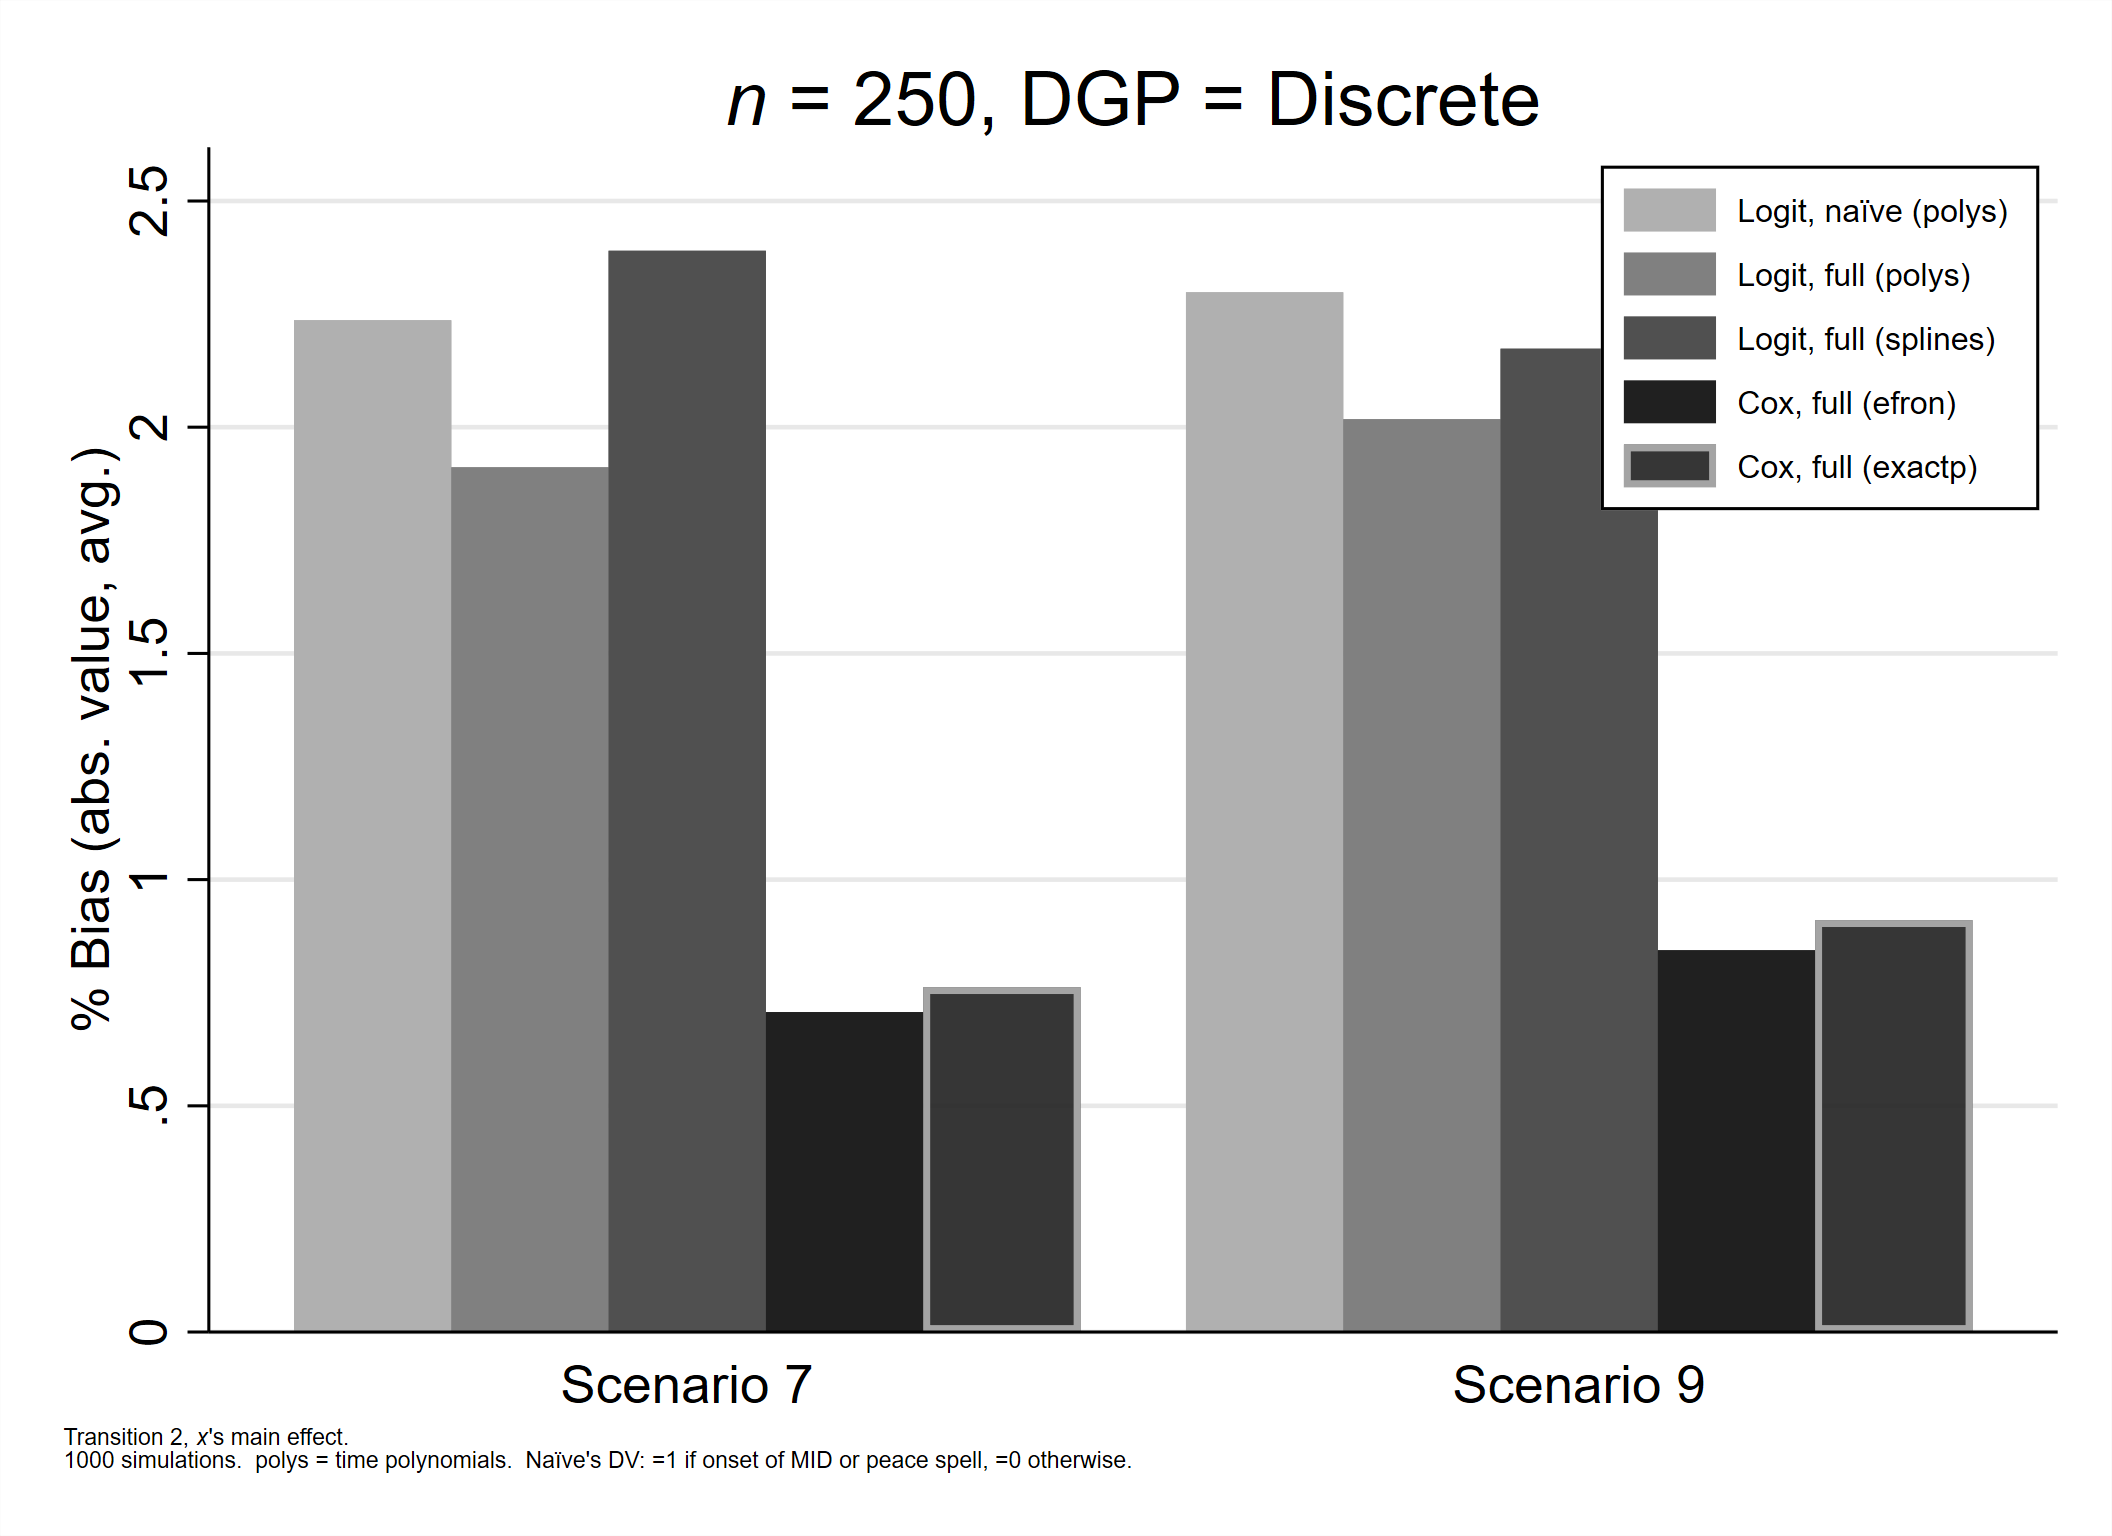 n = 250, DGP = Discrete
% Bias (abs. value, avg.)
2.5
2
1.5
1
.5
0
Logit, naïve (polys)
Logit, full (polys)
Logit, full (splines)
Cox, full (efron)
Cox, full (exactp)
Scenario 7
Scenario 9
Transition 2, x's main effect.
1000 simulations.  polys = time polynomials.  Naïve's DV: =1 if onset of MID or peace spell, =0 otherwise.